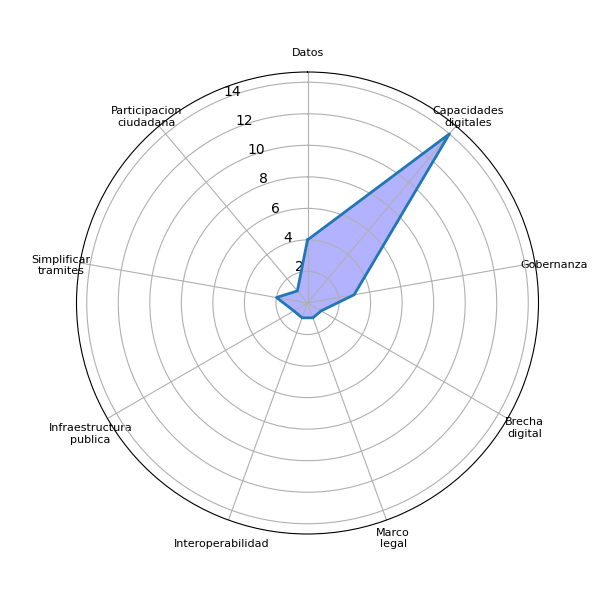 Datos
14
Participacion
ciudadana
Capacidades
digitales
12
10
8
6
4
2
Simplificar
tramites
Gobernanza
Infraestructura
publica
Brecha
digital
Interoperabilidad
Marco
legal